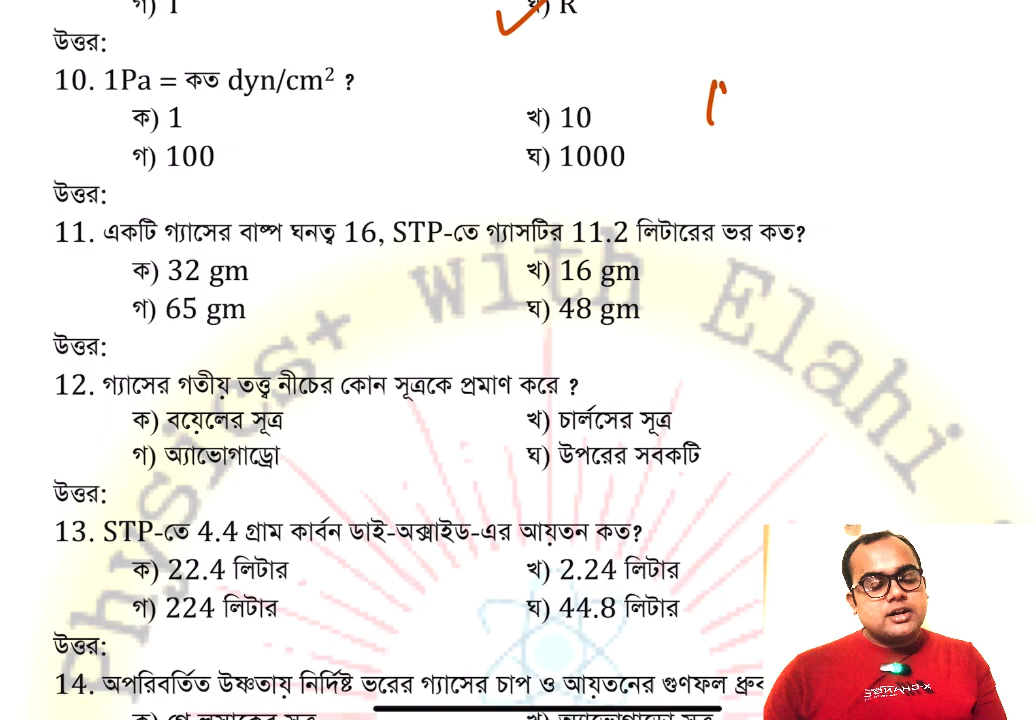 গ) T ঘ) R
উত্তর:
10. 1Pa = কত dyn/cm² ?
ক) 1 খ) 10
গ) 100 ঘ) 1000
উত্তর:
11. একটি গ্যাসের বাষ্প ঘনত্ব 16, STP-তে গ্যাসটির 11.2 লিটারের ভর কত?
ক) 32 gm খ) 16 gm
গ) 65 gm ঘ) 48 gm
উত্তর:
12. গ্যাসের গতীয় তত্ত্ব নীচের কোন সূত্রকে প্রমাণ করে ?
ক) বয়েলের সূত্র খ) চার্লসের সূত্র
গ) অ্যাভোগাড্রো ঘ) উপরের সবকটি
উত্তর:
13. STP-তে 4.4 গ্রাম কার্বন ডাই-অক্সাইড-এর আয়তন কত?
ক) 22.4 লিটার খ) 2.24 লিটার
গ) 224 লিটার ঘ) 44.8 লিটার
উত্তর:
14. অপরিবর্তিত উষ্ণতায় নির্দিষ্ট ভরের গ্যাসের চাপ ও আয়তনের গুণফল
Physics+ with Elahi